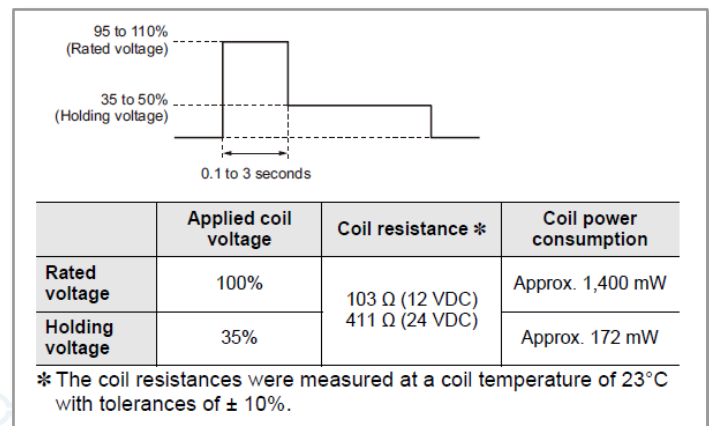 95 to 110%
(Rated voltage)
35 to 50%
(Holding voltage)
0.1 to 3 seconds
Applied coil voltage
Coil resistance *
Coil power consumption
Rated voltage
100%
103 Ω (12 VDC)
411 Ω (24 VDC)
Approx. 1,400 mW
Holding voltage
35%
Approx. 172 mW
* The coil resistances were measured at a coil temperature of 23°C
with tolerances of ± 10%.